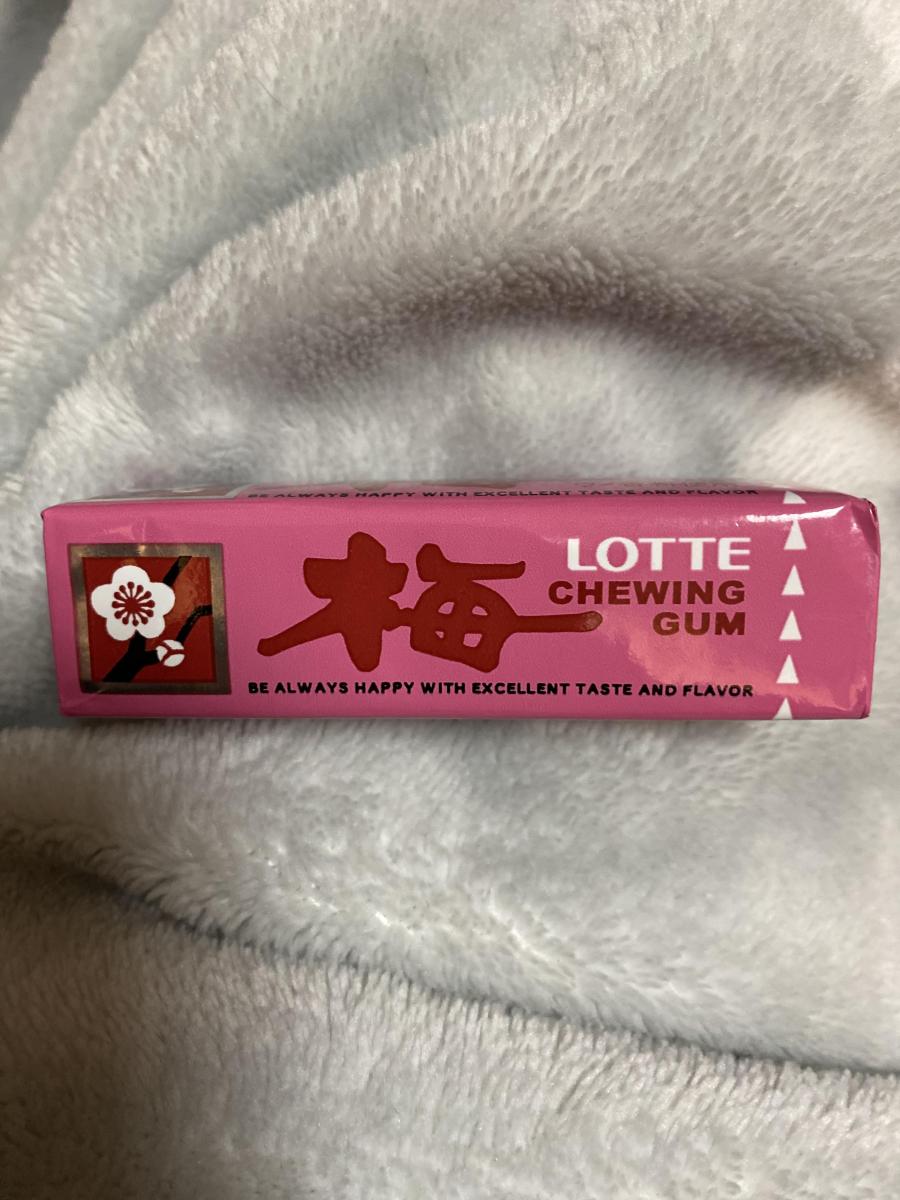 BE ALWAYS HAPPY WITH EXCELLENT TASTE AND FLAVOR
梅
LOTTE
CHEWING
GUM
BE ALWAYS HAPPY WITH EXCELLENT TASTE AND FLAVOR